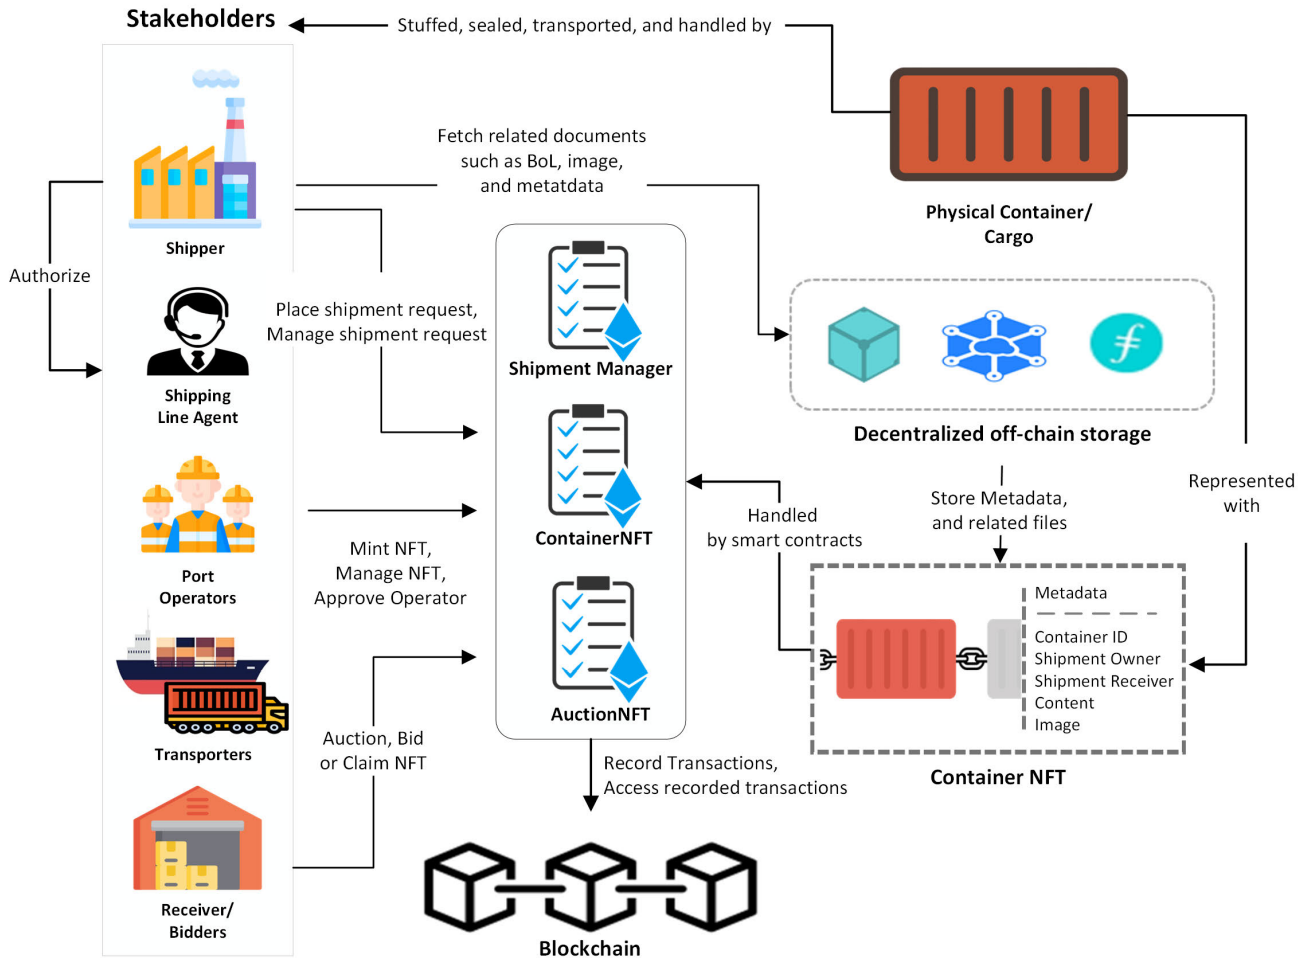 Stakeholders
Stuffed, sealed, transported, and handled by
Shipper
Authorize
Shipping
Line Agent
Port
Operators
Transporters
Receiver/
Bidders
Fetch related documents
such as BoL, image,
and metatdata
Place shipment request,
Manage shipment request
Mint NFT,
Manage NFT,
Approve Operator
Auction, Bid
or Claim NFT
Shipment Manager
ContainerNFT
AuctionNFT
Record Transactions,
Access recorded transactions
Blockchain
Physical Container/
Cargo
Decentralized off-chain storage
Store Metadata,
and related files
Represented
with
Handled
by smart contracts
Metadata
Container ID
Shipment Owner
Shipment Receiver
Content
Image
Container NFT